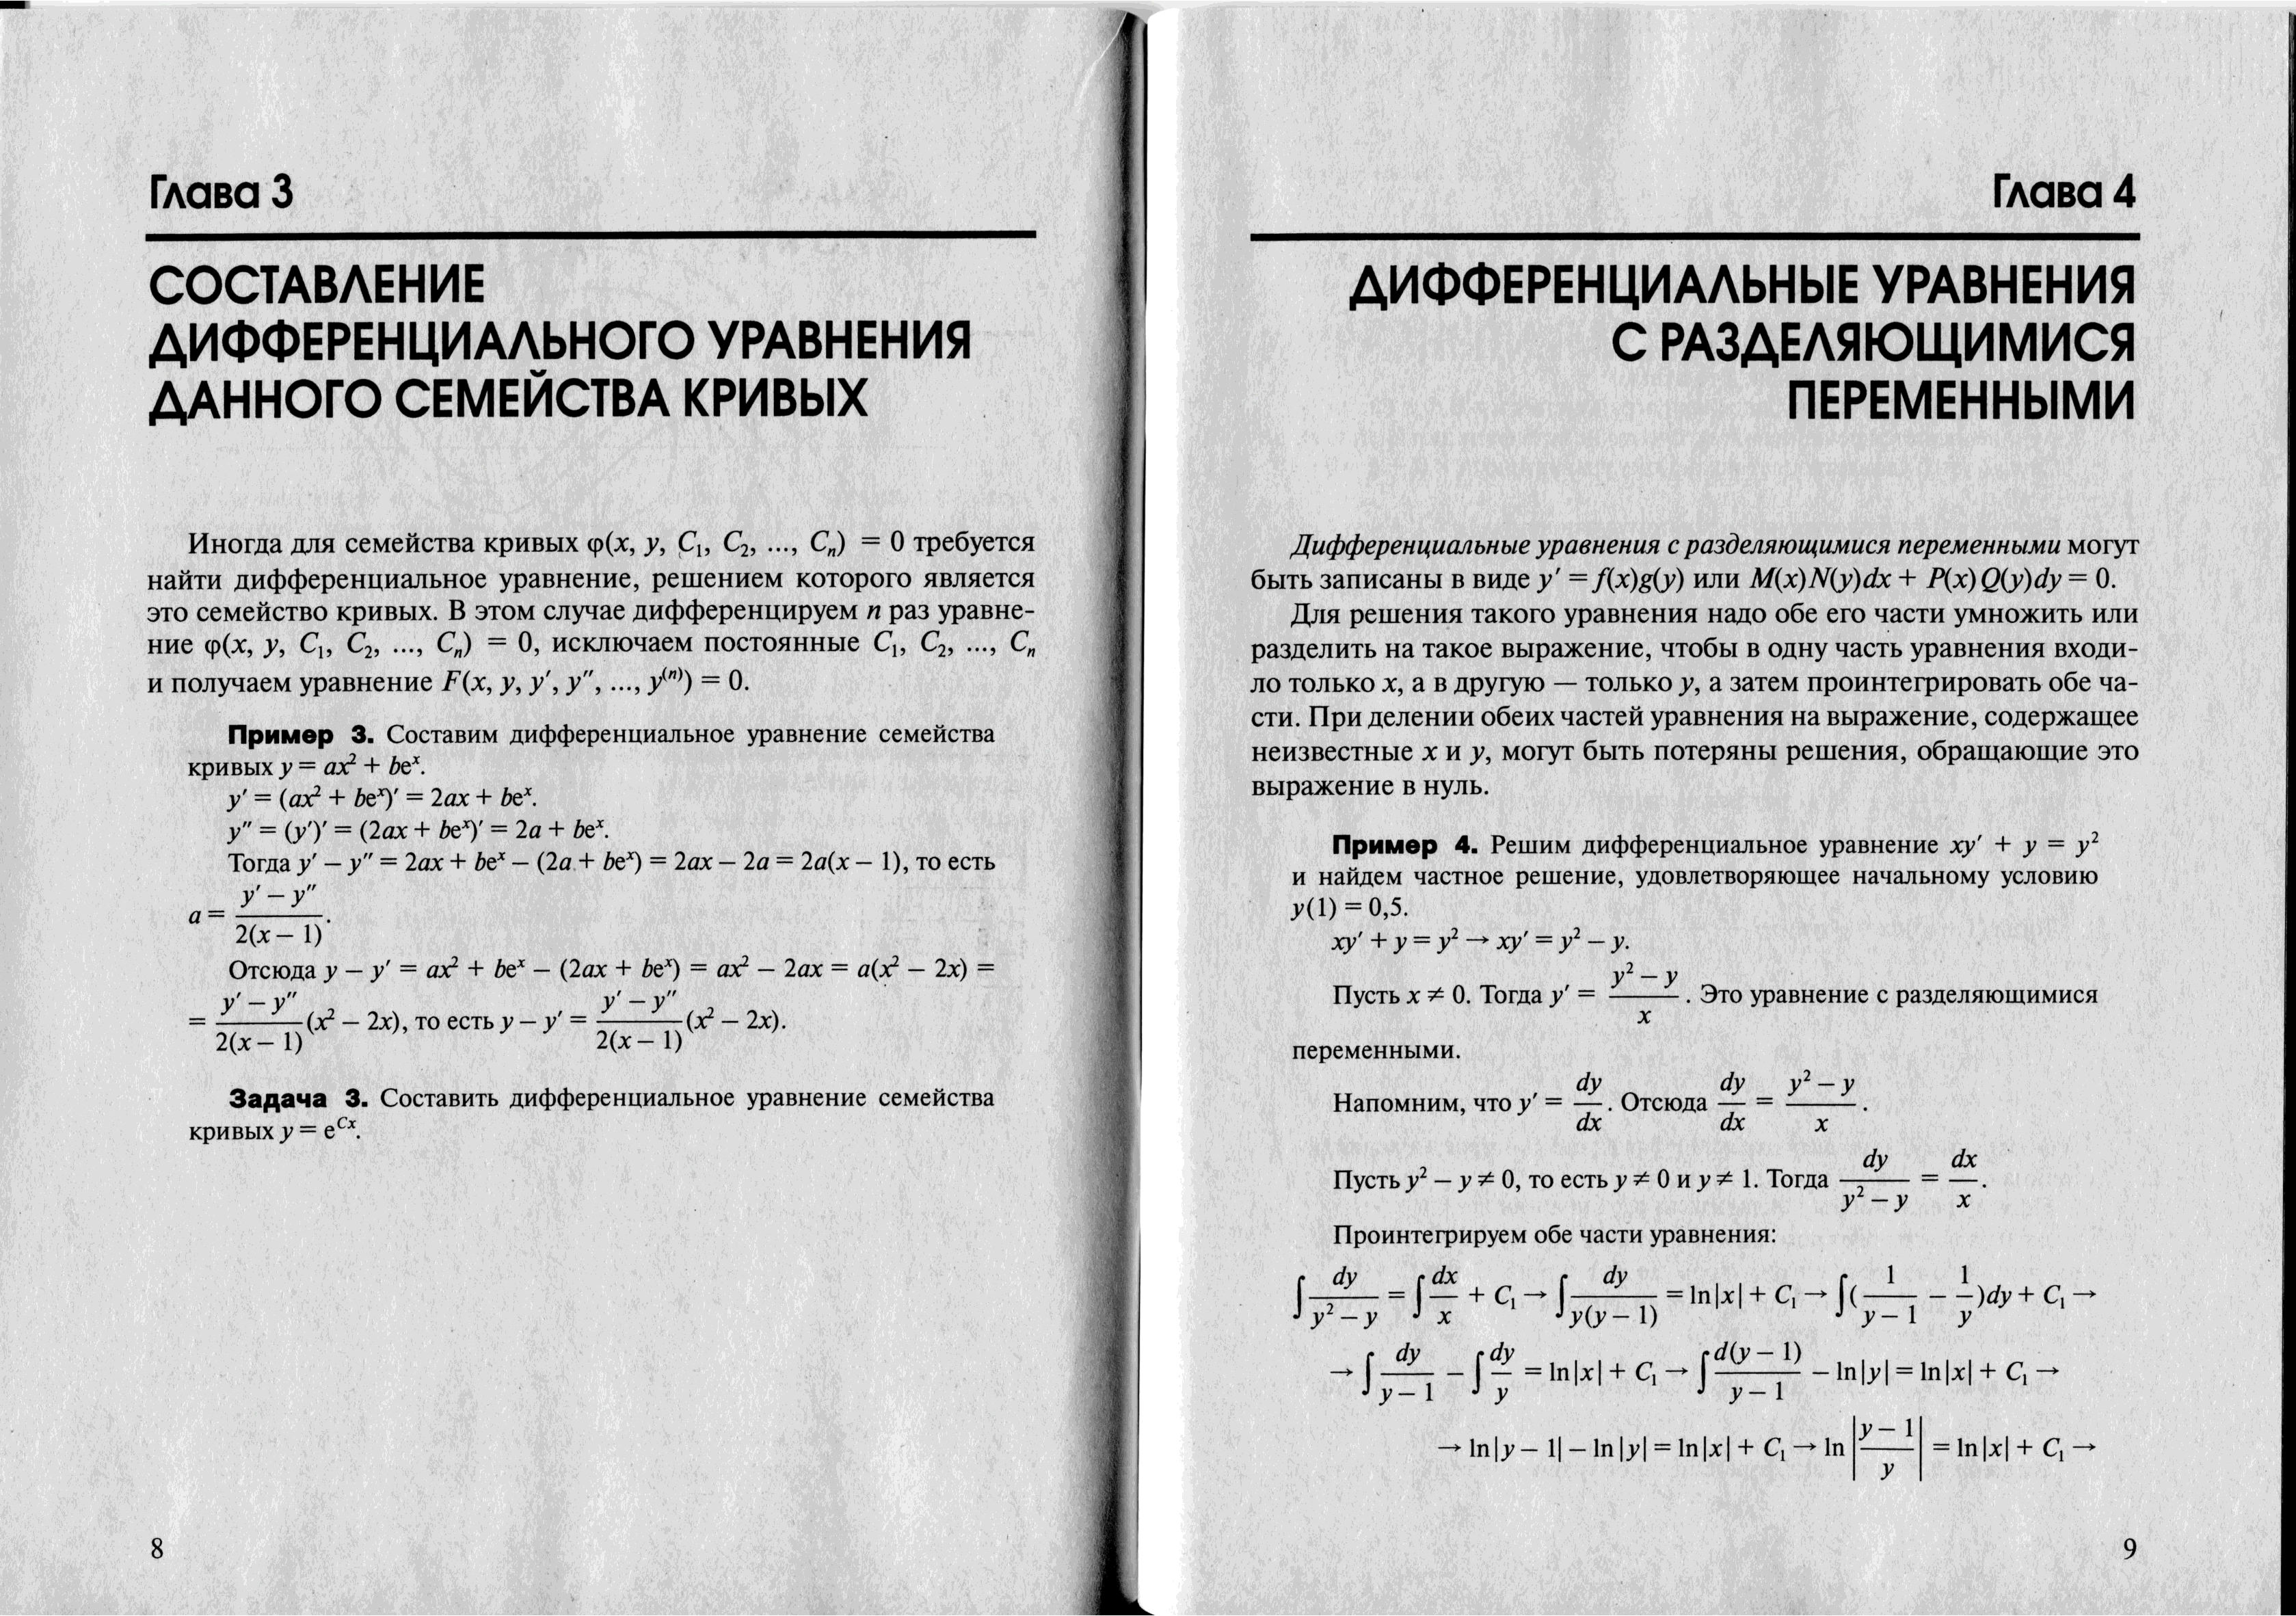 Глава 3
СОСТАВЛЕНИЕ
ДИФФЕРЕНЦИАЛЬНОГО УРАВНЕНИЯ
ДАННОГО СЕМЕЙСТВА КРИВЫХ
Иногда для семейства кривых φ(x, y, C₁, C₂, ..., Cₙ) = 0 требуется
найти дифференциальное уравнение, решением которого является
это семейство кривых. В этом случае дифференцируем n раз уравне-
ние φ(x, y, C₁, C₂, ..., Cₙ) = 0, исключаем постоянные C₁, C₂, ..., Cₙ
и получаем уравнение F(x, y, y′, y″, ..., y⁽ⁿ⁾) = 0.
Пример 3. Составим дифференциальное уравнение семейства
кривых y = ax² + beˣ.
y′ = (ax² + beˣ)′ = 2ax + beˣ.
y″ = (y′)′ = (2ax + beˣ)′ = 2a + beˣ.
Тогда y′ − y″ = 2ax + beˣ − (2a + beˣ) = 2ax − 2a = 2a(x − 1), то есть
a = (y′ − y″)/(2(x − 1)).
Отсюда y − y′ = ax² + beˣ − (2ax + beˣ) = ax² − 2ax = a(x² − 2x) =
= (y′ − y″)/(2(x − 1)) (x² − 2x), то есть y − y′ = (y′ − y″)/(2(x − 1)) (x² − 2x).
Задача 3. Составить дифференциальное уравнение семейства
кривых y = eᶜˣ.
8
Глава 4
ДИФФЕРЕНЦИАЛЬНЫЕ УРАВНЕНИЯ
С РАЗДЕЛЯЮЩИМИСЯ
ПЕРЕМЕННЫМИ
Дифференциальные уравнения с разделяющимися переменными могут
быть записаны в виде y′ = f(x)g(y) или M(x)N(y)dx + P(x)Q(y)dy = 0.
Для решения такого уравнения надо обе его части умножить или
разделить на такое выражение, чтобы в одну часть уравнения входи-
ло только x, а в другую — только y, а затем проинтегрировать обе ча-
сти. При делении обеих частей уравнения на выражение, содержащее
неизвестные x и y, могут быть потеряны решения, обращающие это
выражение в нуль.
Пример 4. Решим дифференциальное уравнение xy′ + y = y²
и найдем частное решение, удовлетворяющее начальному условию
y(1) = 0,5.
xy′ + y = y² → xy′ = y² − y.
Пусть x ≠ 0. Тогда y′ = (y² − y)/x. Это уравнение с разделяющимися
переменными.
Напомним, что y′ = dy/dx. Отсюда dy/dx = (y² − y)/x.
Пусть y² − y ≠ 0, то есть y ≠ 0 и y ≠ 1. Тогда dy/(y² − y) = dx/x.
Проинтегрируем обе части уравнения:
∫dy/(y² − y) = ∫dx/x + C₁ → ∫dy/(y(y − 1)) = ln|x| + C₁ → ∫(1/(y − 1) − 1/y)dy + C₁ →
→ ∫dy/(y − 1) − ∫dy/y = ln|x| + C₁ → ∫d(y − 1)/(y − 1) − ln|y| = ln|x| + C₁ →
→ ln|y − 1| − ln|y| = ln|x| + C₁ → ln|(y − 1)/y| = ln|x| + C₁ →
9